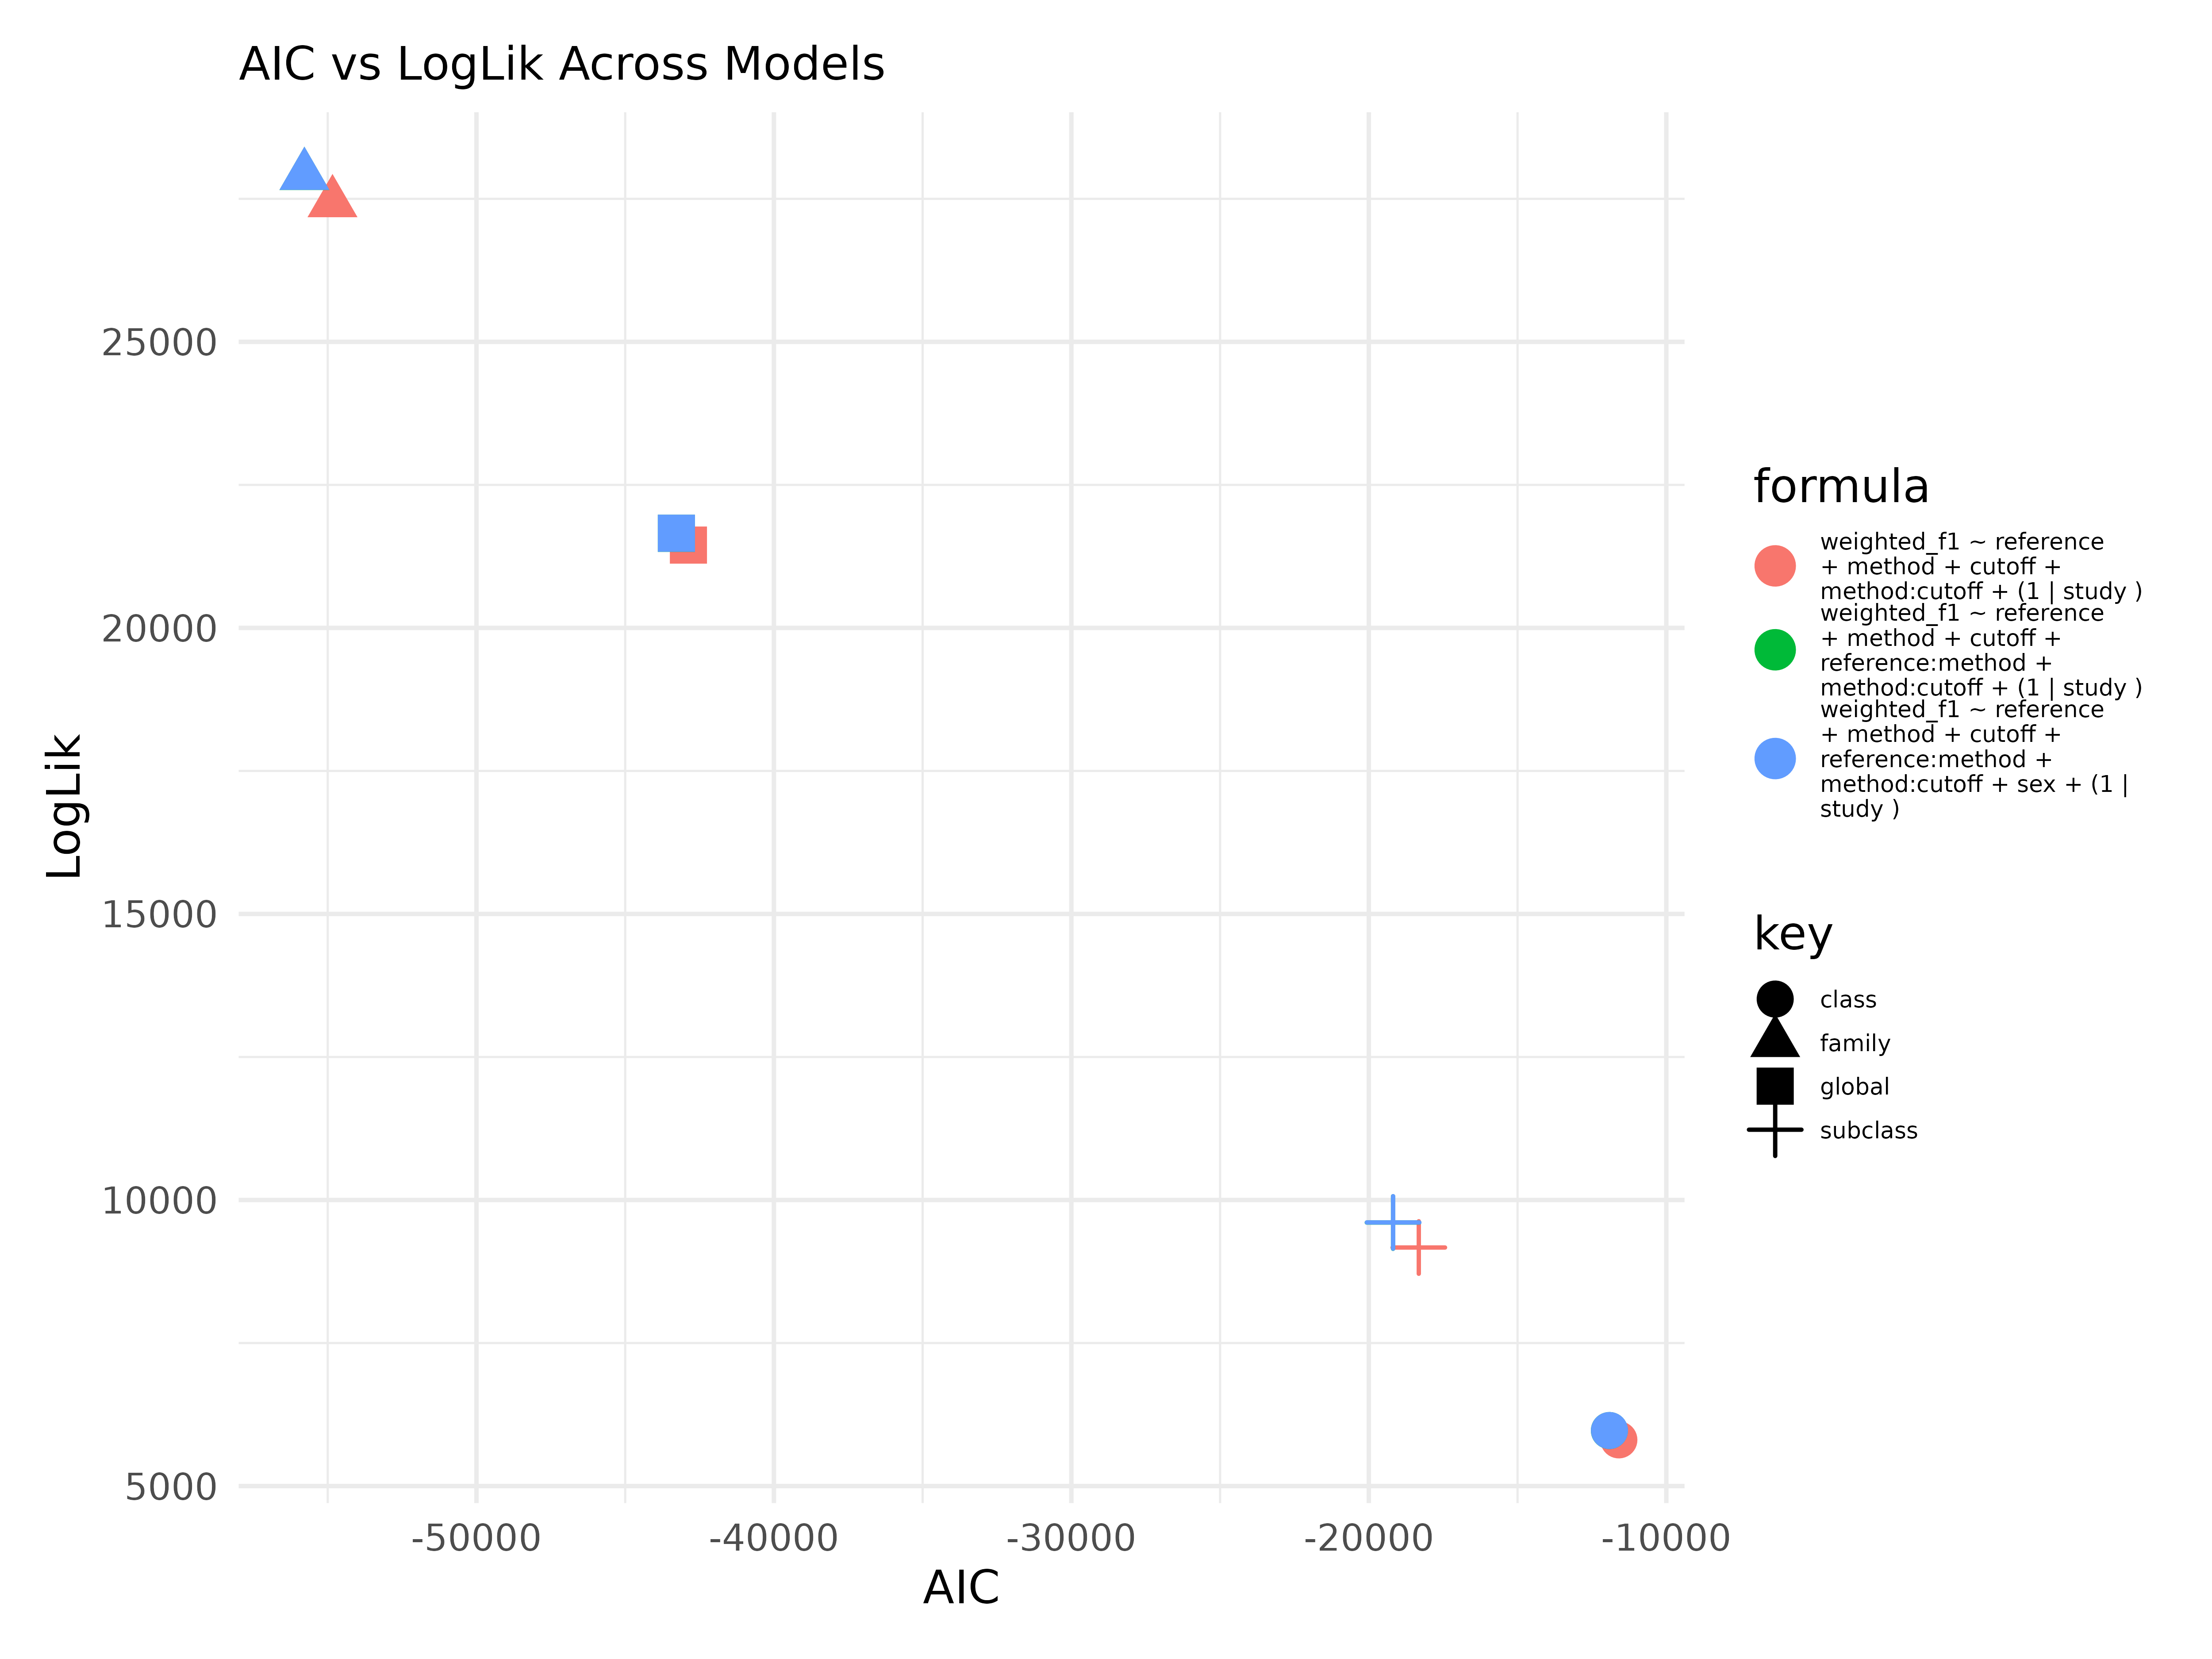 AIC vs LogLik Across Models
LogLik
25000
20000
15000
10000
5000
-50000
-40000
-30000
-20000
-10000
AIC
formula
weighted_f1 ~ reference
+ method + cutoff +
method:cutoff + (1 | study )
weighted_f1 ~ reference
+ method + cutoff +
reference:method +
method:cutoff + (1 | study )
weighted_f1 ~ reference
+ method + cutoff +
reference:method +
method:cutoff + sex + (1 |
study )
key
class
family
global
subclass